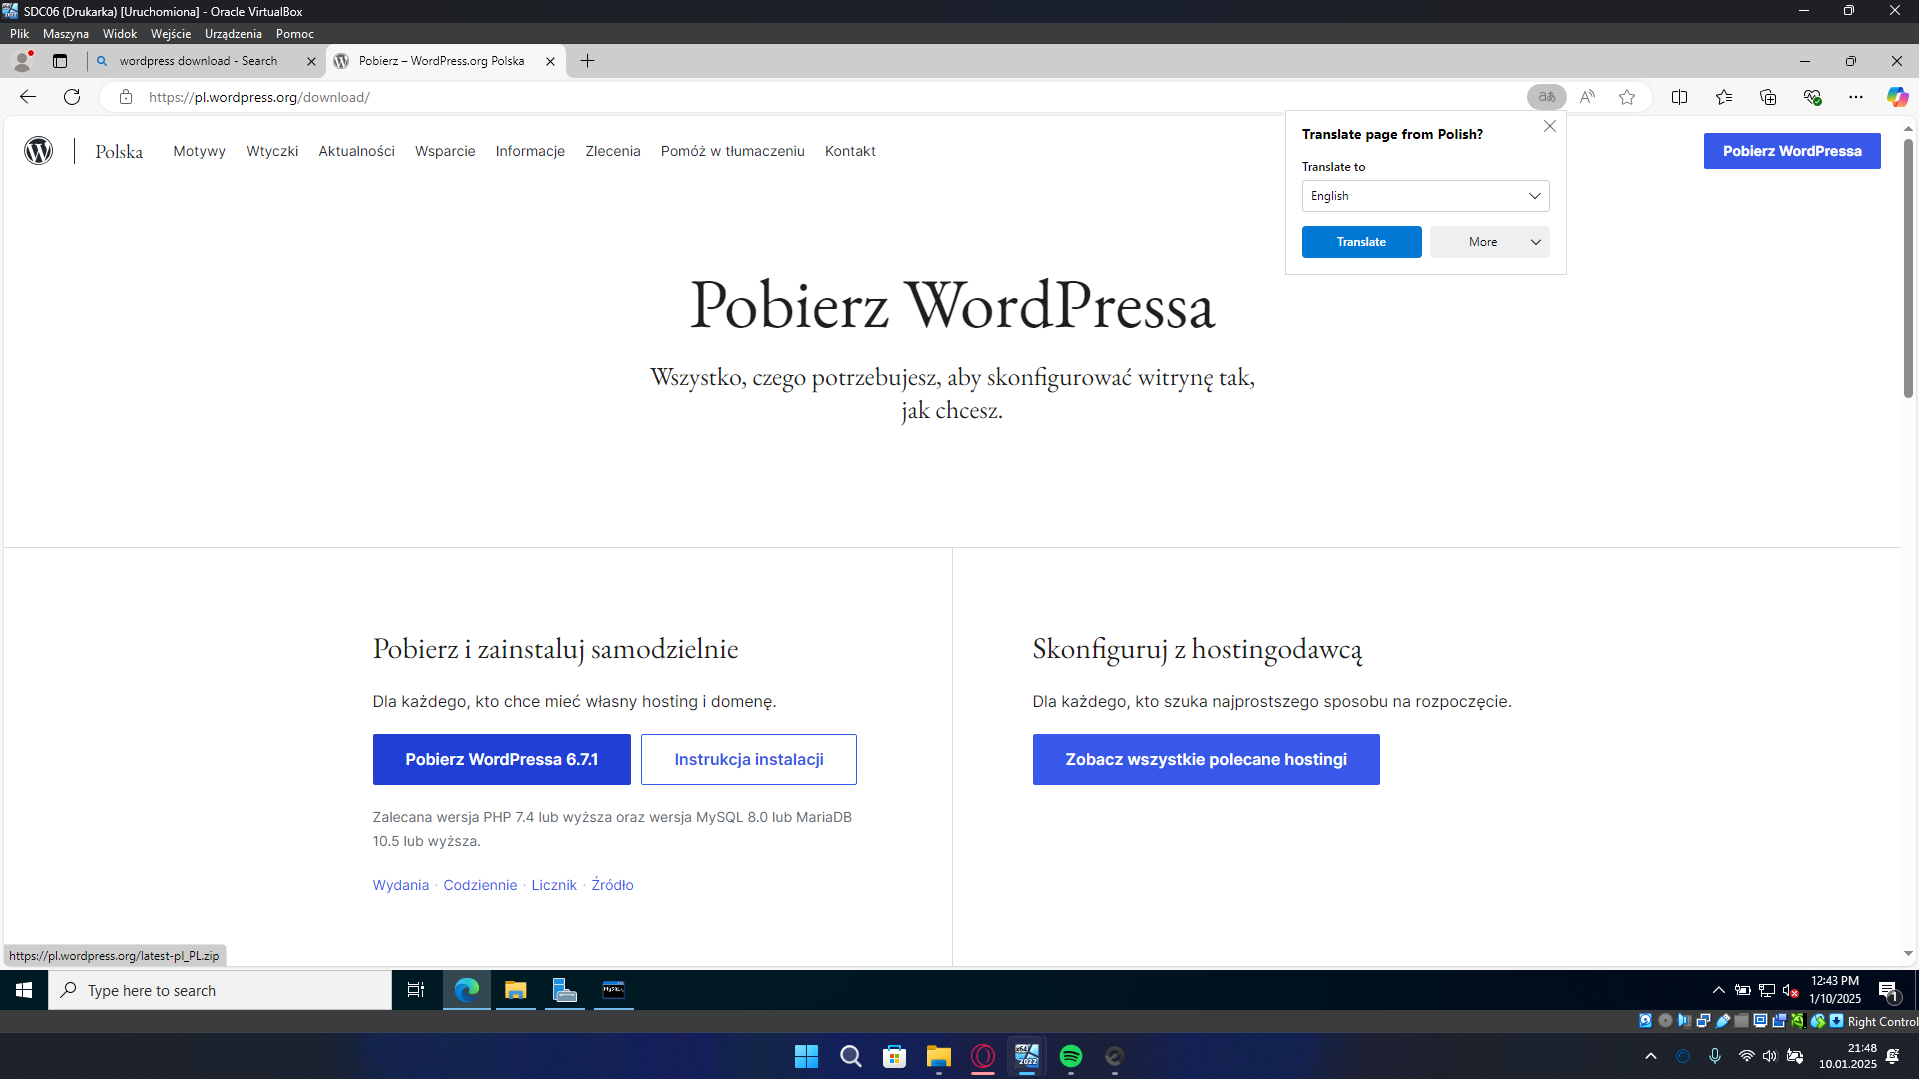 SDC06 (Drukarka) [Uruchomiona] - Oracle VirtualBox
Plik Maszyna Widok Wejście Urządzenia Pomoc
wordpress download - Search
Pobierz – WordPress.org Polska
https://pl.wordpress.org/download/
Polska
Motywy Wtyczki Aktualności Wsparcie Informacje Zlecenia Pomóż w tłumaczeniu Kontakt
Pobierz WordPressa
Translate page from Polish?
Translate to
English
Translate
More
Pobierz WordPressa
Wszystko, czego potrzebujesz, aby skonfigurować witrynę tak,
jak chcesz.
Pobierz i zainstaluj samodzielnie
Dla każdego, kto chce mieć własny hosting i domenę.
Pobierz WordPressa 6.7.1
Instrukcja instalacji
Zalecana wersja PHP 7.4 lub wyższa oraz wersja MySQL 8.0 lub MariaDB
10.5 lub wyższa.
Wydania · Codziennie · Licznik · Źródło
Skonfiguruj z hostingodawcą
Dla każdego, kto szuka najprostszego sposobu na rozpoczęcie.
Zobacz wszystkie polecane hostingi
https://pl.wordpress.org/latest-pl_PL.zip
Type here to search
12:43 PM
1/10/2025
1
Right Control
21:48
10.01.2025